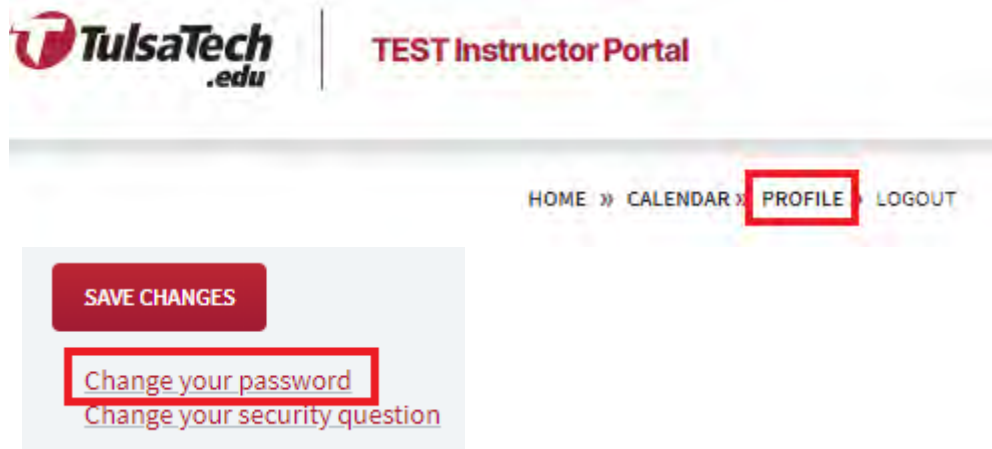 TulsaTech
.edu
TEST Instructor Portal
HOME » CALENDAR » PROFILE » LOGOUT
SAVE CHANGES
Change your password
Change your security question